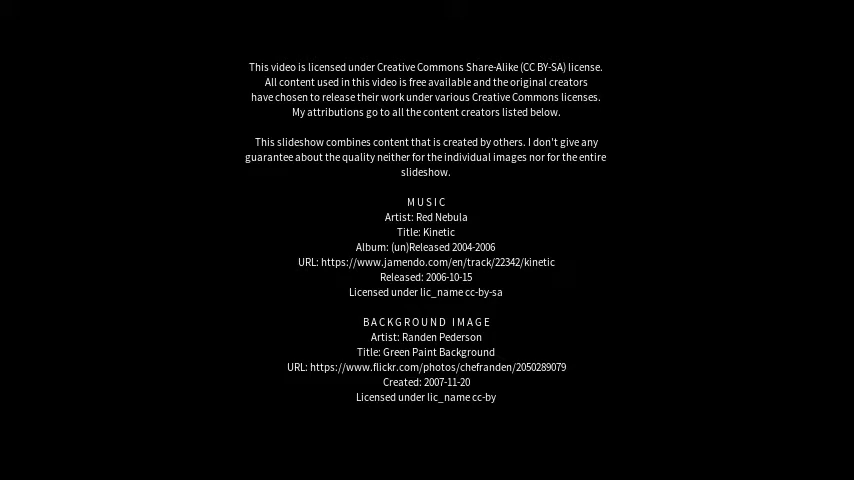 This video is licensed under Creative Commons Share-Alike (CC BY-SA) license.
All content used in this video is free available and the original creators
have chosen to release their work under various Creative Commons licenses.
My attributions go to all the content creators listed below.
This slideshow combines content that is created by others. I don't give any
guarantee about the quality neither for the individual images nor for the entire
slideshow.
M U S I C
Artist: Red Nebula
Title: Kinetic
Album: (un)Released 2004-2006
URL: https://www.jamendo.com/en/track/22342/kinetic
Released: 2006-10-15
Licensed under lic_name cc-by-sa
B A C K G R O U N D   I M A G E
Artist: Randen Pederson
Title: Green Paint Background
URL: https://www.flickr.com/photos/chefranden/2050289079
Created: 2007-11-20
Licensed under lic_name cc-by